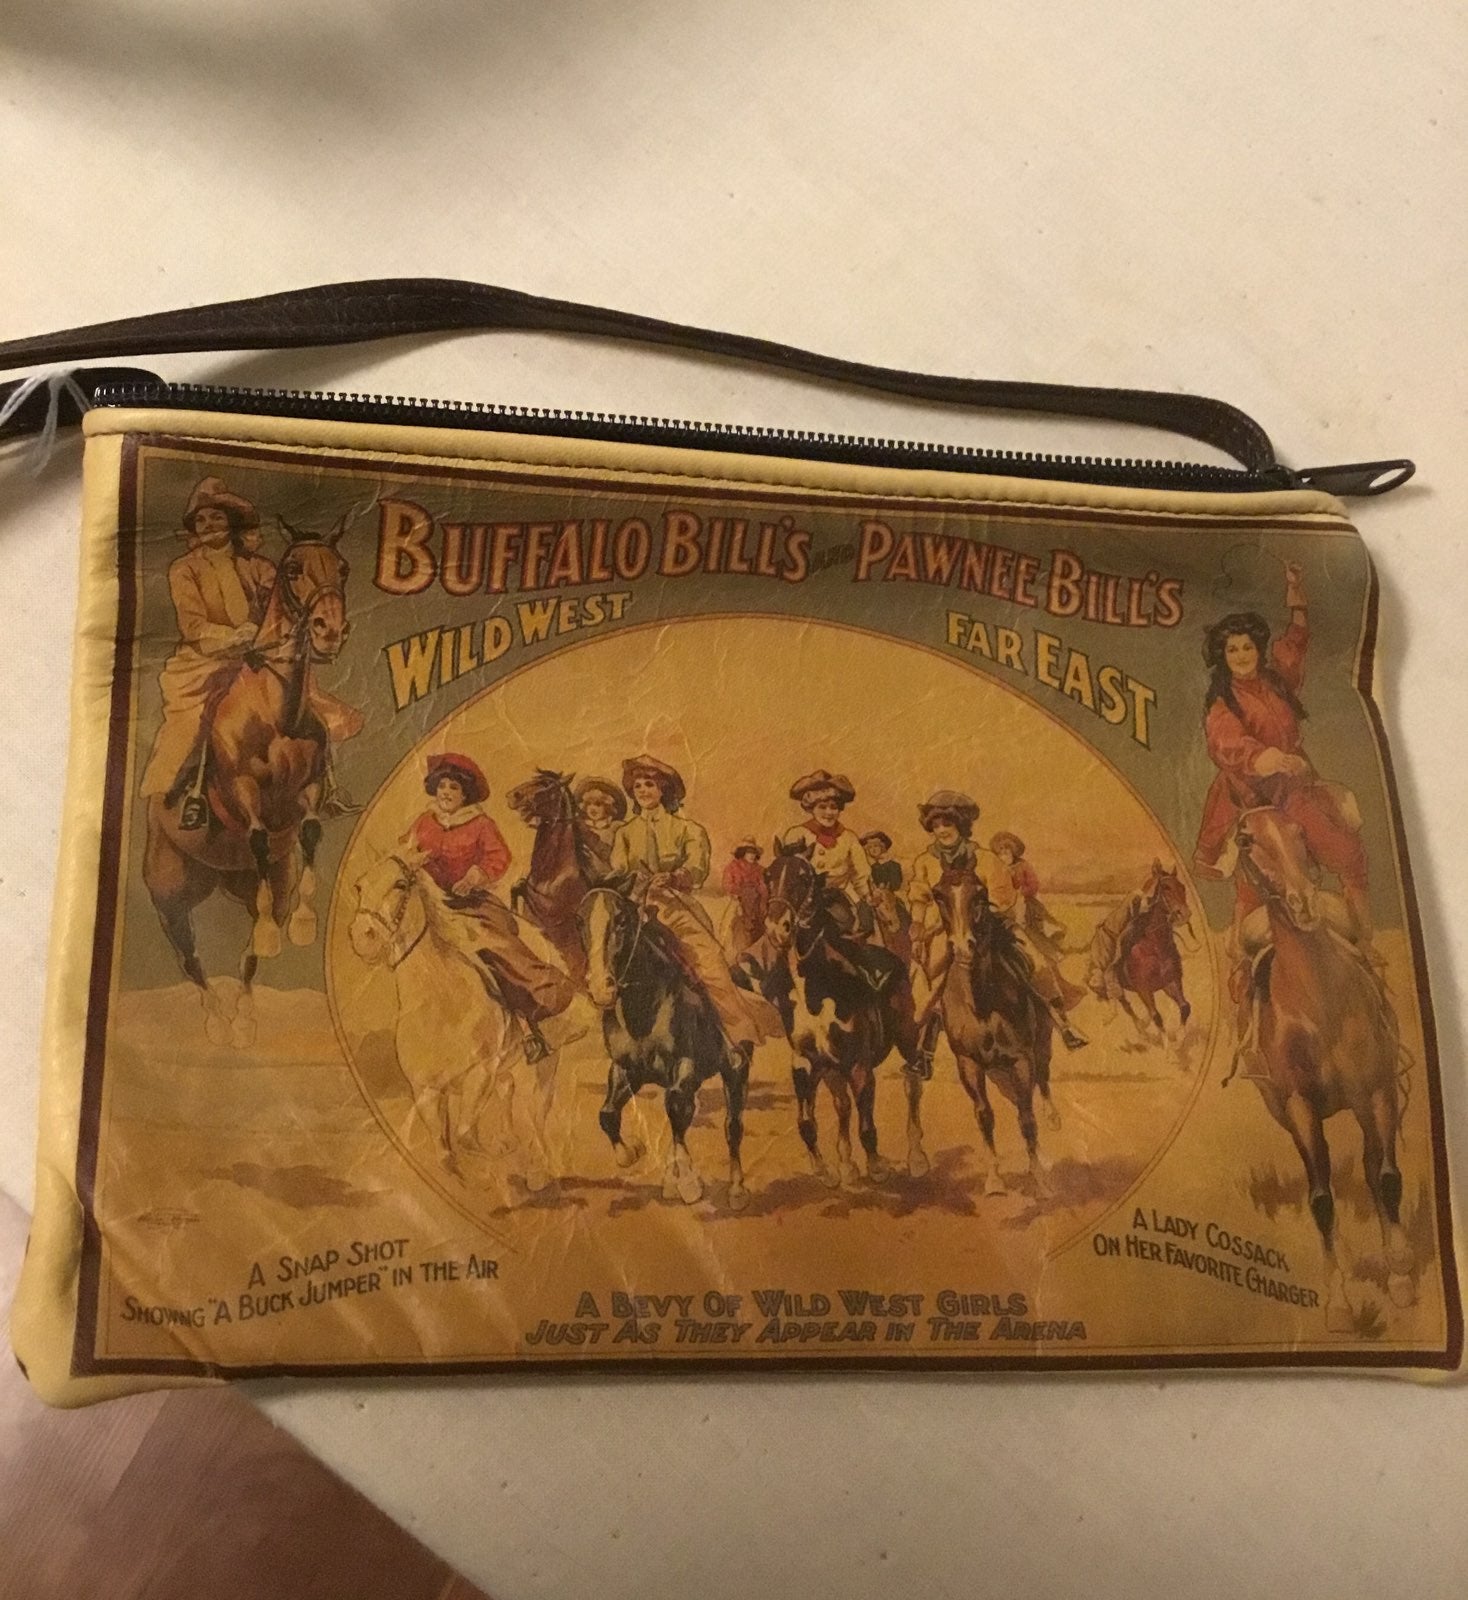 BUFFALO BILL'S AND PAWNEE BILL'S
WILD WEST FAR EAST
A SNAP SHOT
SHOWING "A BUCK JUMPER" IN THE AIR
A BEVY OF WILD WEST GIRLS
JUST AS THEY APPEAR IN THE ARENA
A LADY COSSACK
ON HER FAVORITE CHARGER